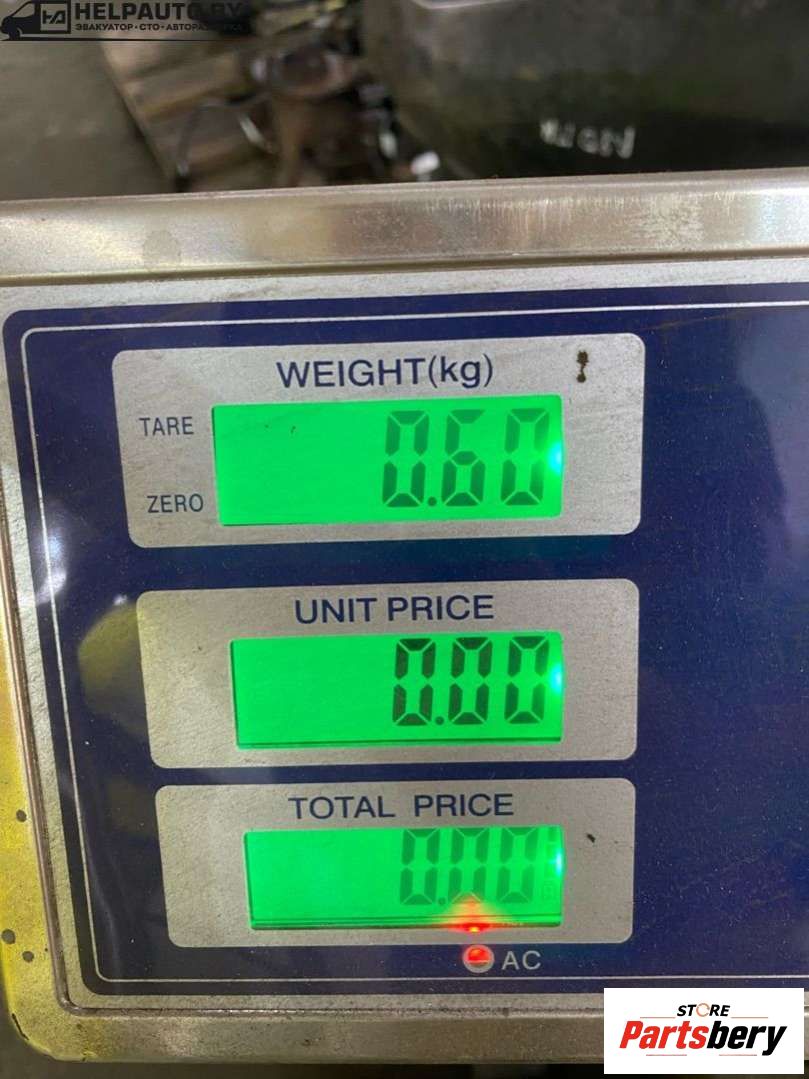 HELPAUTO.BY
ЭВАКУАТОР·СТО·АВТОРАЗБОРКА
WEIGHT(kg)
TARE
0.60
ZERO
UNIT PRICE
0.00
TOTAL PRICE
0.00
AC
STORE
Partsbery